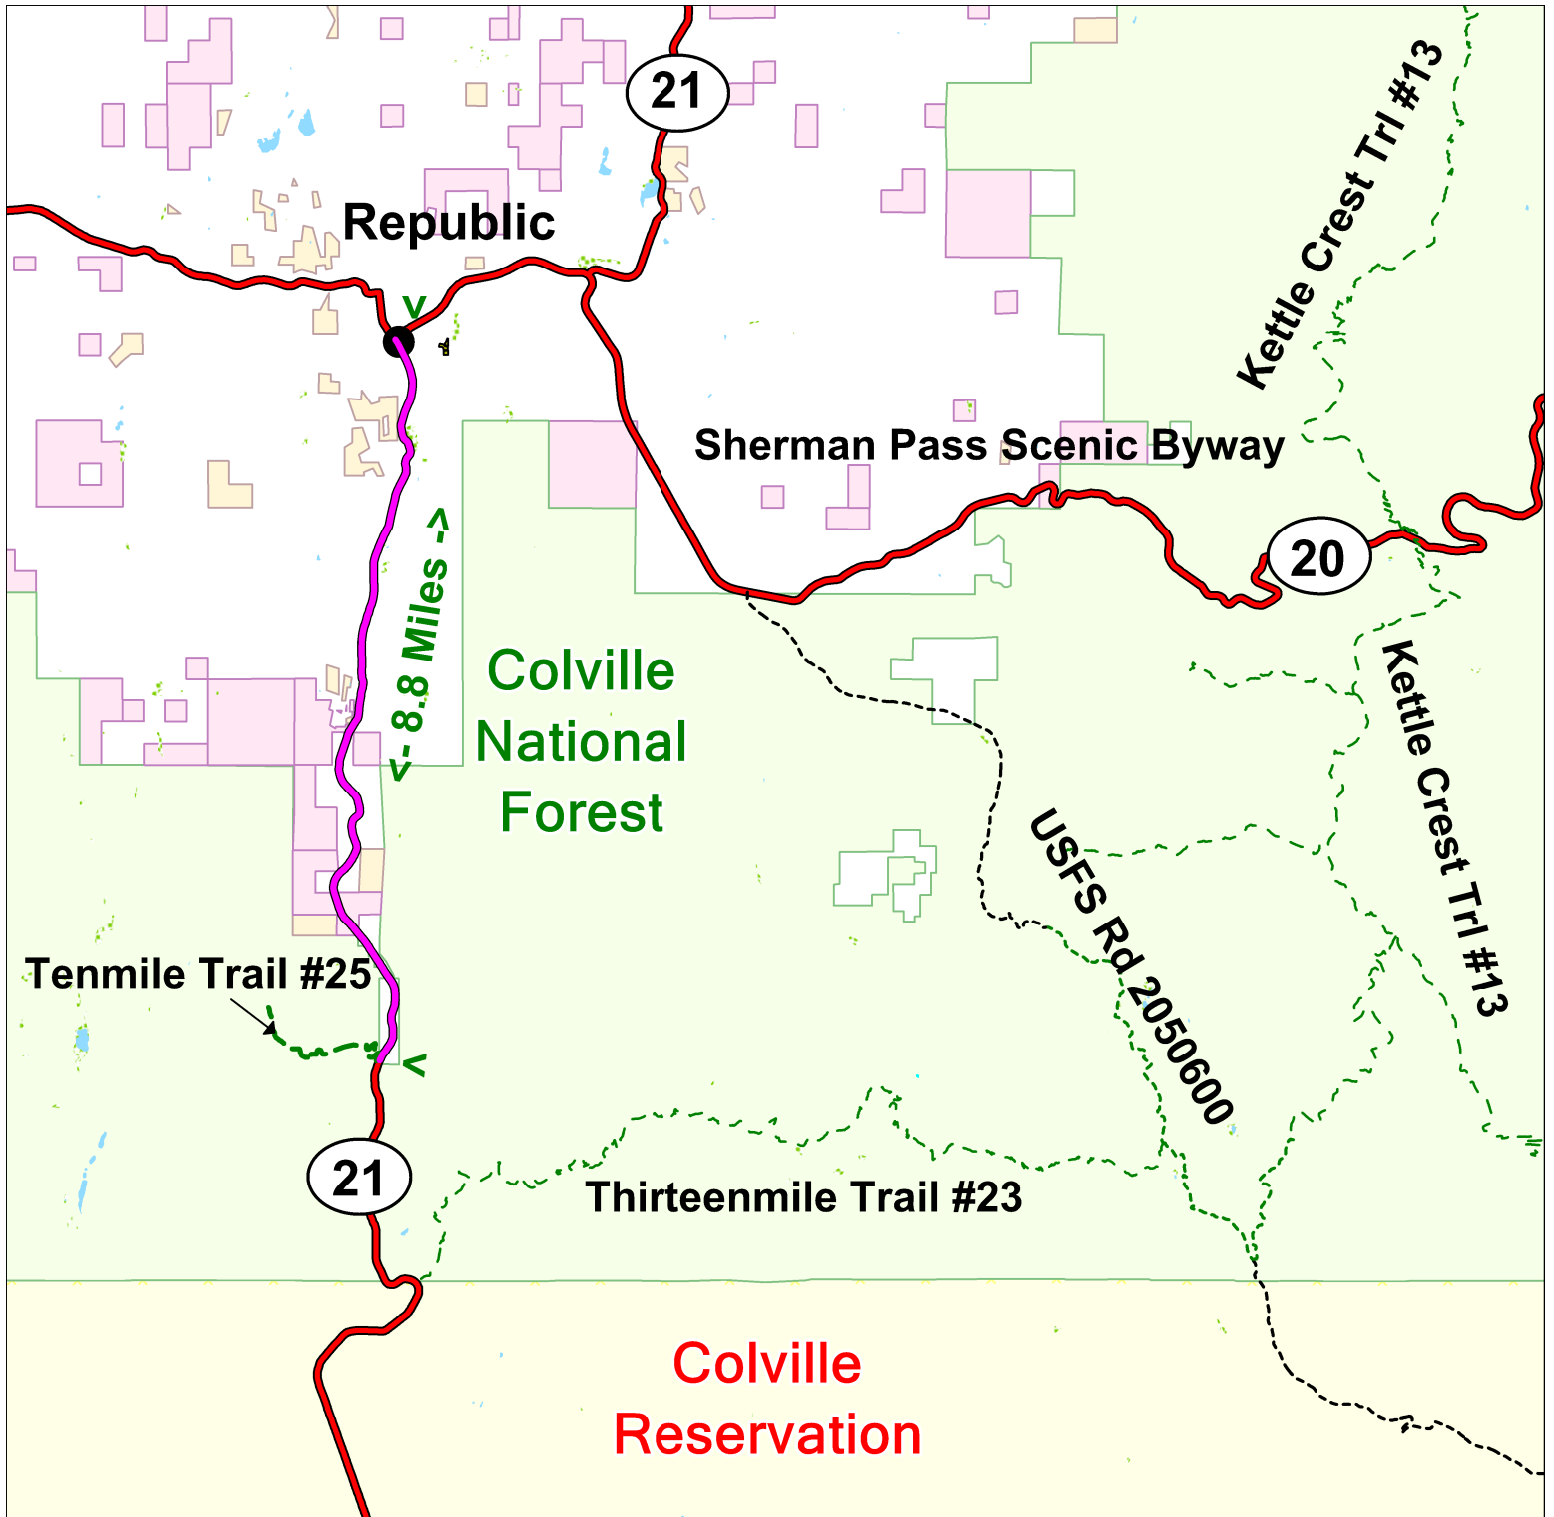 21
Kettle Crest Trl #13
Republic
v
Sherman Pass Scenic Byway
20
<- 8.8 Miles ->
Colville
National
Forest
Kettle Crest Trl #13
USFS Rd 2050600
Tenmile Trail #25
<
21
Thirteenmile Trail #23
Colville
Reservation